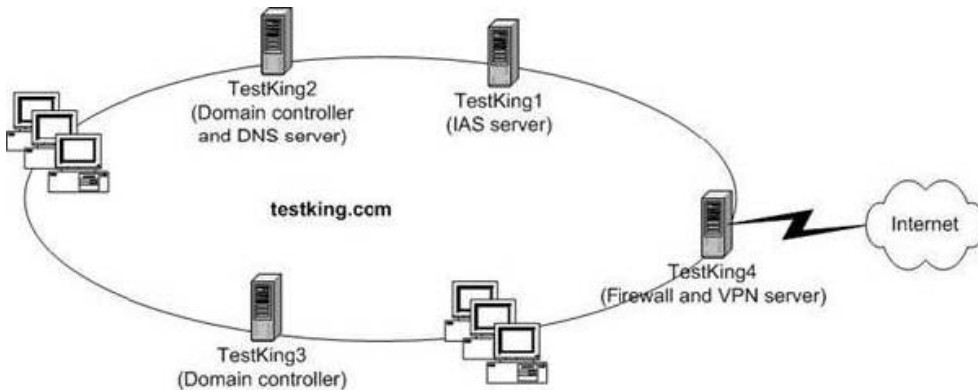 TestKing2
(Domain controller
and DNS server)
TestKing1
(IAS server)
testking.com
Internet
TestKing4
(Firewall and VPN server)
TestKing3
(Domain controller)